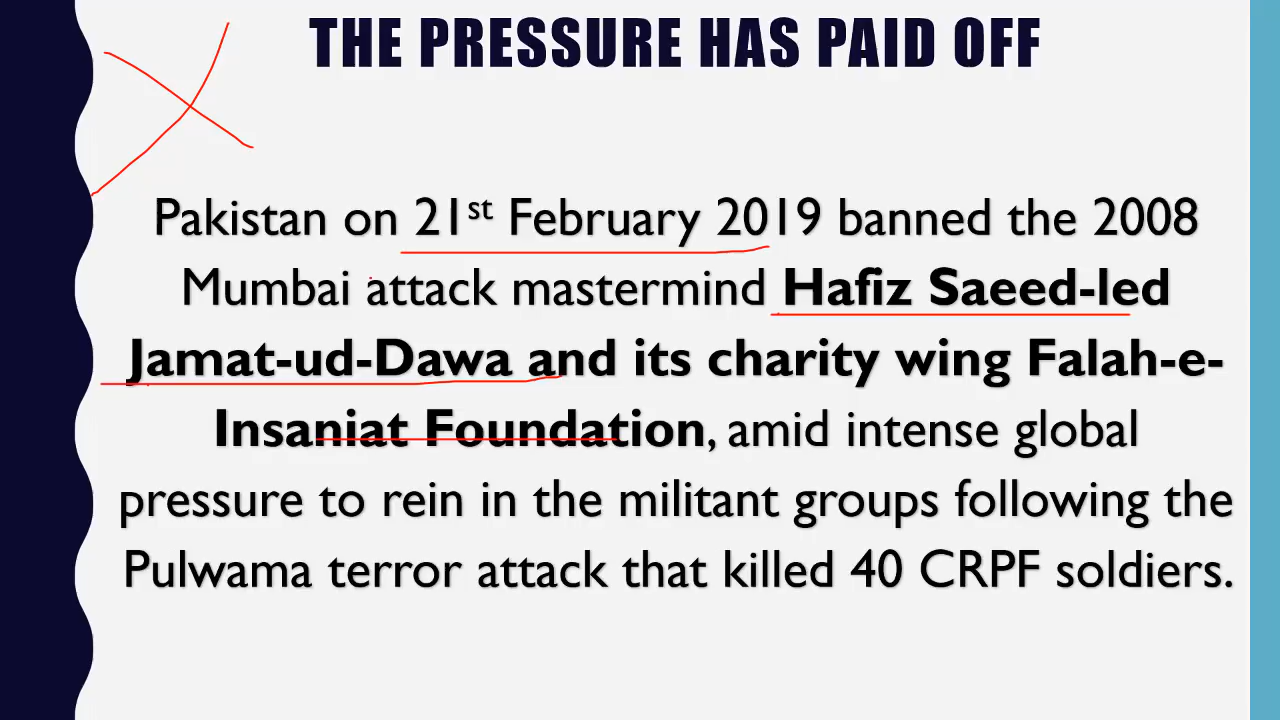 THE PRESSURE HAS PAID OFF
Pakistan on 21st February 2019 banned the 2008
Mumbai attack mastermind Hafiz Saeed-led
Jamat-ud-Dawa and its charity wing Falah-e-
Insaniat Foundation, amid intense global
pressure to rein in the militant groups following the
Pulwama terror attack that killed 40 CRPF soldiers.